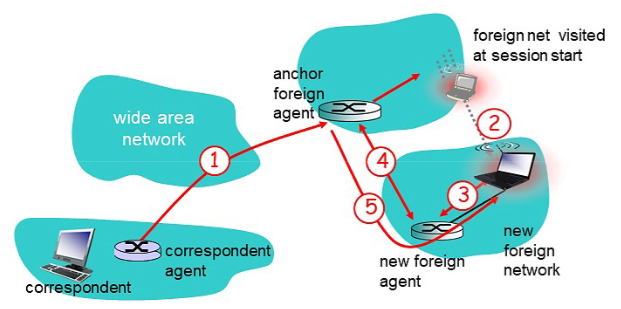 foreign net visited
at session start
anchor
foreign
agent
wide area
network
1
2
4
3
5
correspondent
agent
correspondent
new foreign
agent
new
foreign
network